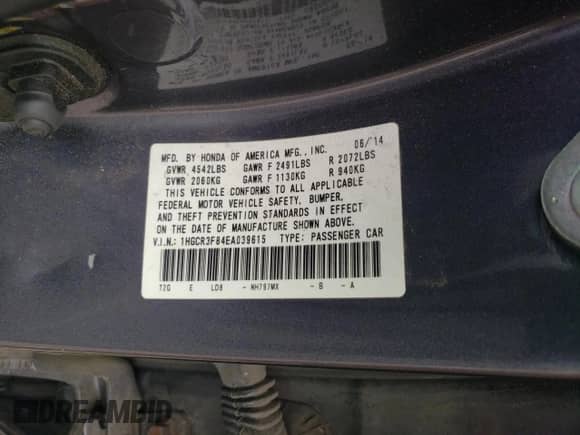 MFD. BY HONDA OF AMERICA MFG., INC. 06/'14
GVWR 4542LBS GAWR F 2491LBS R 2072LBS
GVWR 2060KG GAWR F 1130KG R 940KG
THIS VEHICLE CONFORMS TO ALL APPLICABLE
FEDERAL MOTOR VEHICLE SAFETY, BUMPER,
AND THEFT PREVENTION STANDARDS IN EFFECT
ON THE DATE OF MANUFACTURE SHOWN ABOVE.
V.I.N.: 1HGCR3F84EA039615 TYPE: PASSENGER CAR
T2G E LD8 - NH797MX - B - A
DREAMBID